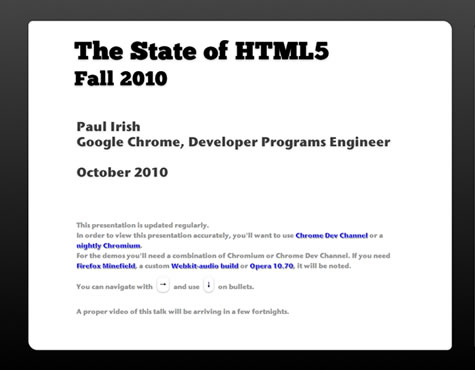 The State of HTML5
Fall 2010
Paul Irish
Google Chrome, Developer Programs Engineer
October 2010
This presentation is updated regularly.
In order to view this presentation accurately, you'll want to use Chrome Dev Channel or a
nightly Chromium.
For the demos you'll need a combination of Chromium or Chrome Dev Channel. If you need
Firefox Minefield, a custom Webkit-audio build or Opera 10.70, it will be noted.
You can navigate with → and use ↓ on bullets.
A proper video of this talk will be arriving in a few fortnights.